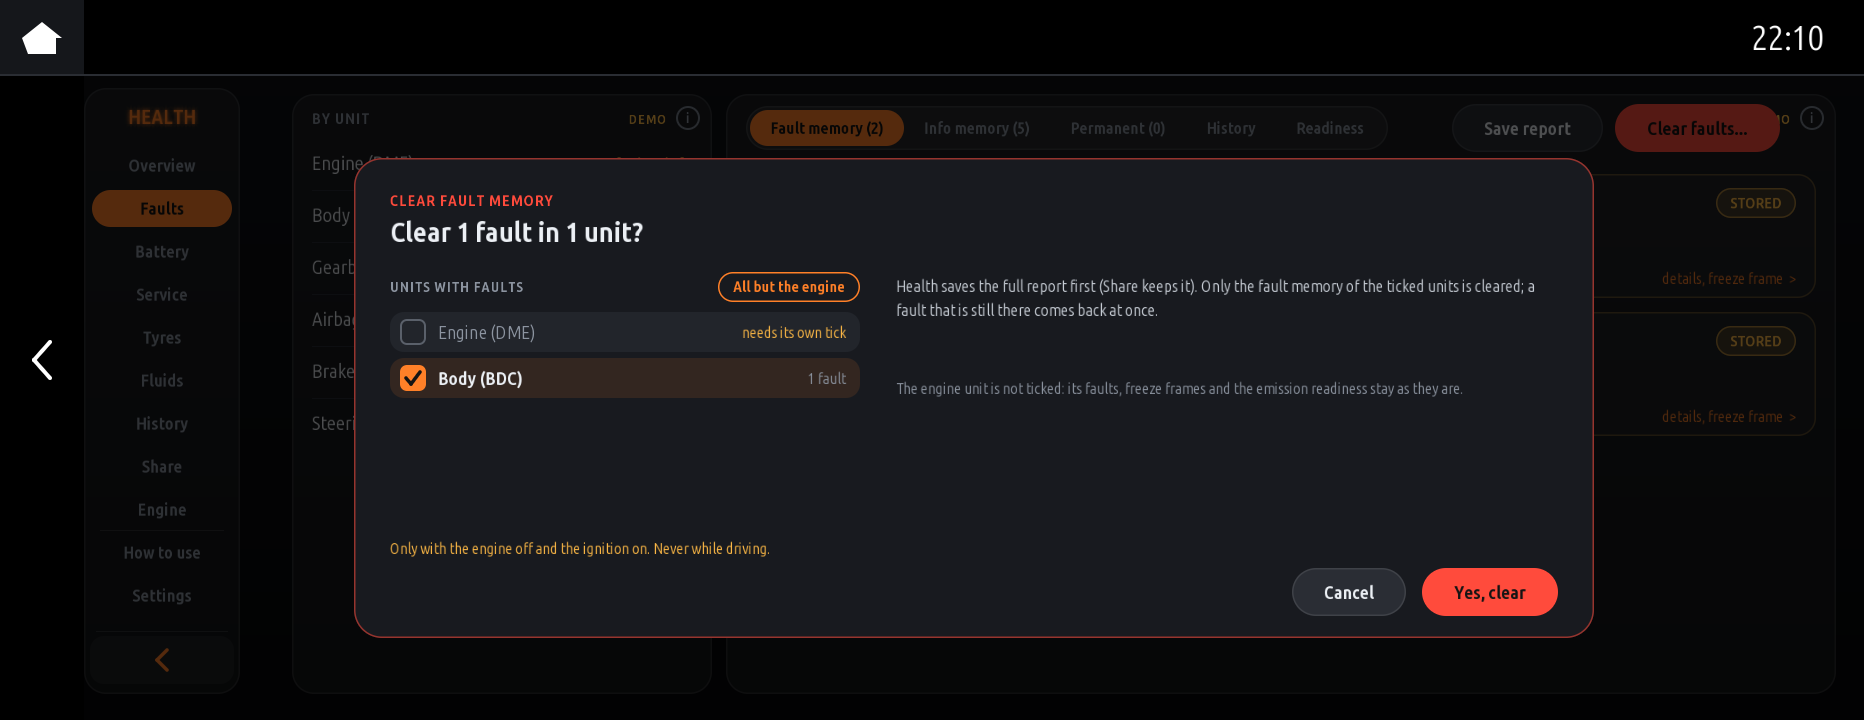 22:10
HEALTH
Overview
Faults
Battery
Service
Tyres
Fluids
History
Share
Engine
How to use
Settings
BY UNIT
DEMO
i
Engine
Body
Steeri
Fault memory (2)
Info memory (5)
Permanent (0)
History
Readiness
Save report
Clear faults...
i
STORED
details, freeze frame >
STORED
details, freeze frame >
CLEAR FAULT MEMORY
Clear 1 fault in 1 unit?
UNITS WITH FAULTS
All but the engine
Engine (DME)
needs its own tick
Body (BDC)
1 fault
Health saves the full report first (Share keeps it). Only the fault memory of the ticked units is cleared; a
fault that is still there comes back at once.
The engine unit is not ticked: its faults, freeze frames and the emission readiness stay as they are.
Only with the engine off and the ignition on. Never while driving.
Cancel
Yes, clear